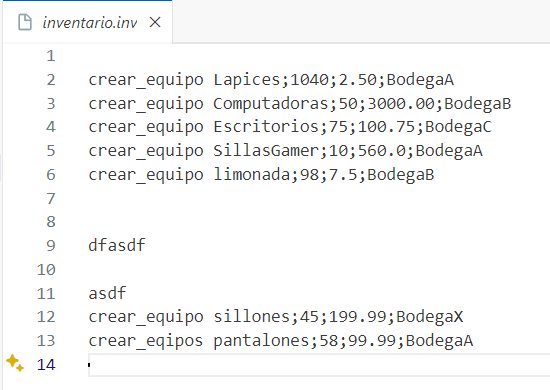 inventario.inv
1
2 crear_equipo Lapices;1040;2.50;BodegaA
3 crear_equipo Computadoras;50;3000.00;BodegaB
4 crear_equipo Escritorios;75;100.75;BodegaC
5 crear_equipo SillasGamer;10;560.0;BodegaA
6 crear_equipo limonada;98;7.5;BodegaB
7
8
9 dfasdf
10
11 asdf
12 crear_equipo sillones;45;199.99;BodegaX
13 crear_eqipos pantalones;58;99.99;BodegaA
14